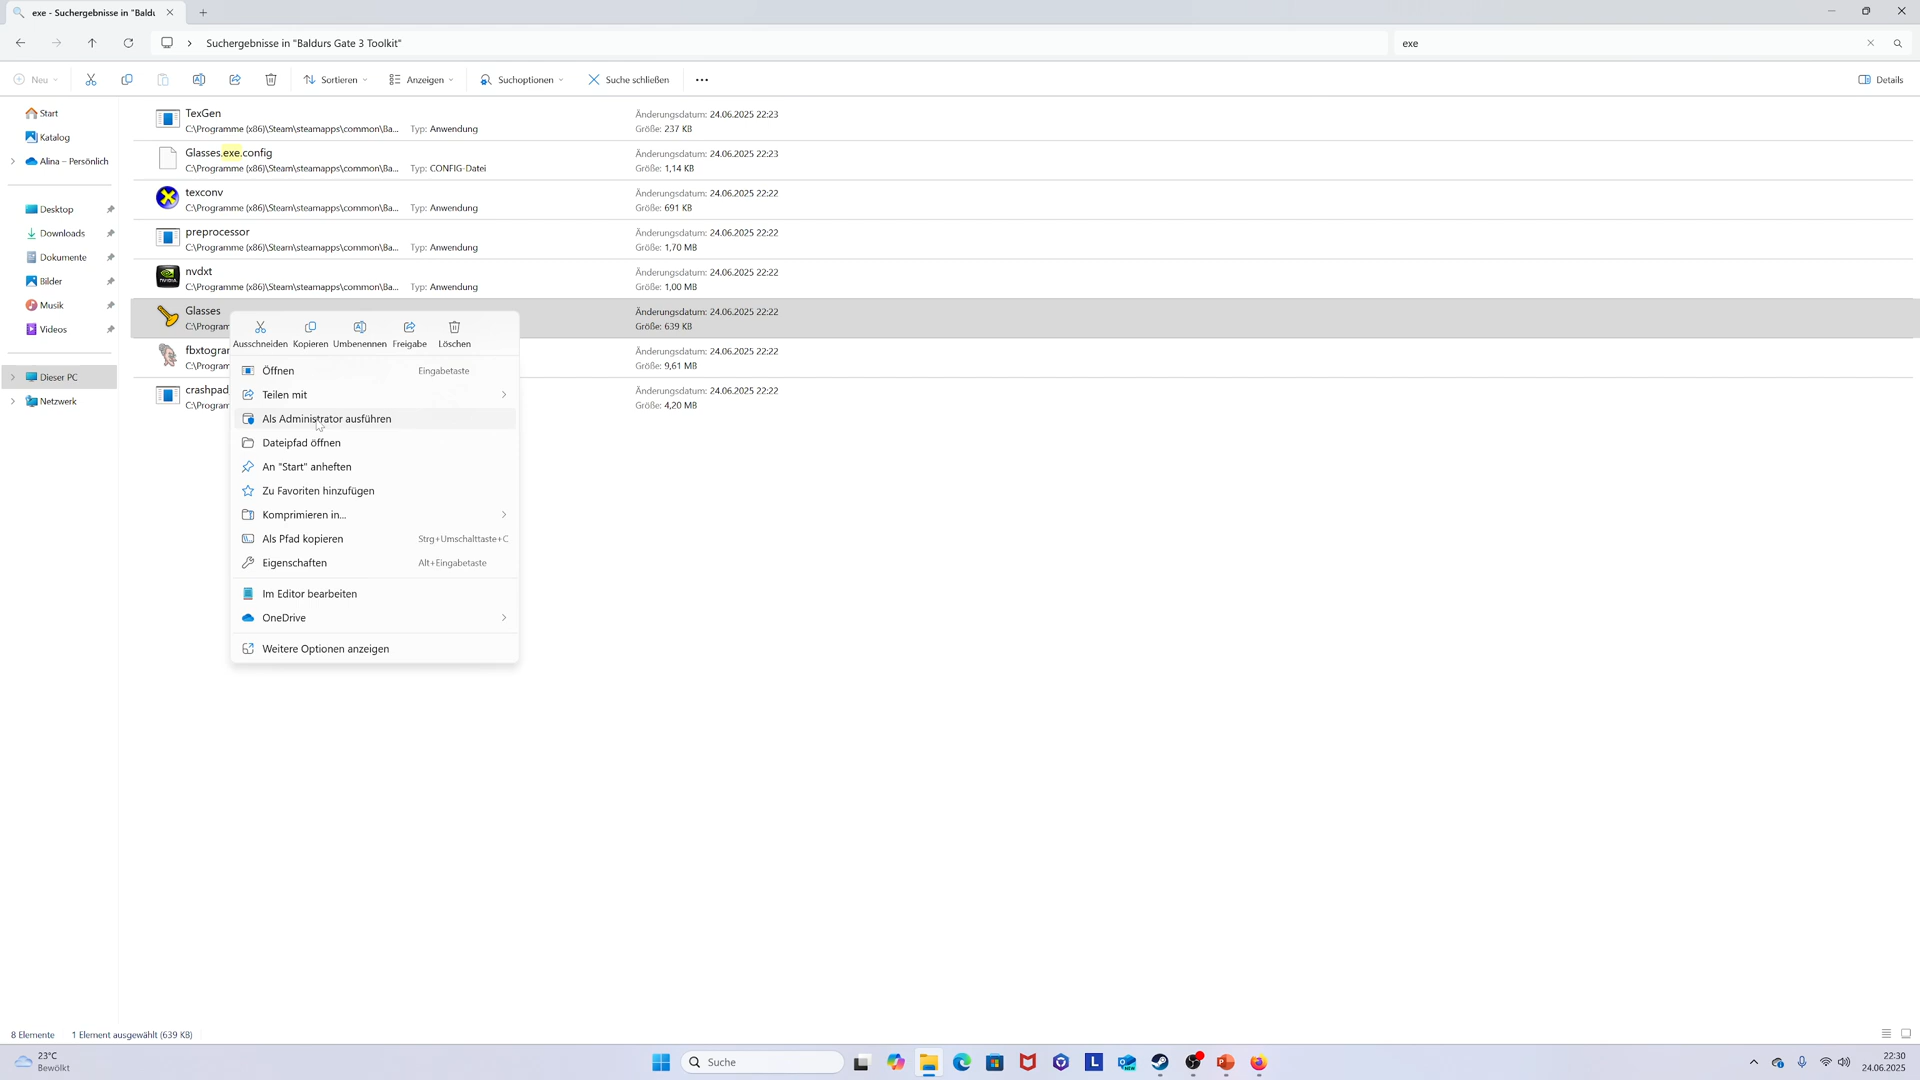 exe - Suchergebnisse in "Baldu
Suchergebnisse in "Baldurs Gate 3 Toolkit"
exe
Neu
Sortieren
Anzeigen
Suchoptionen
Suche schließen
Details
Start
Katalog
Alina – Persönlich
Desktop
Downloads
Dokumente
Bilder
Musik
Videos
Dieser PC
Netzwerk
TexGen
C:\Programme (x86)\Steam\steamapps\common\Ba... Typ: Anwendung
Änderungsdatum: 24.06.2025 22:23
Größe: 237 KB
Glasses.exe.config
C:\Programme (x86)\Steam\steamapps\common\Ba... Typ: CONFIG-Datei
Änderungsdatum: 24.06.2025 22:23
Größe: 1,14 KB
texconv
C:\Programme (x86)\Steam\steamapps\common\Ba... Typ: Anwendung
Änderungsdatum: 24.06.2025 22:22
Größe: 691 KB
preprocessor
C:\Programme (x86)\Steam\steamapps\common\Ba... Typ: Anwendung
Änderungsdatum: 24.06.2025 22:22
Größe: 1,70 MB
nvdxt
C:\Programme (x86)\Steam\steamapps\common\Ba... Typ: Anwendung
Änderungsdatum: 24.06.2025 22:22
Größe: 1,00 MB
Glasses
C:\Program
Änderungsdatum: 24.06.2025 22:22
Größe: 639 KB
fbxtogran
C:\Program
Änderungsdatum: 24.06.2025 22:22
Größe: 9,61 MB
crashpad
C:\Program
Änderungsdatum: 24.06.2025 22:22
Größe: 4,20 MB
Ausschneiden Kopieren Umbenennen Freigabe Löschen
Öffnen Eingabetaste
Teilen mit
Als Administrator ausführen
Dateipfad öffnen
An "Start" anheften
Zu Favoriten hinzufügen
Komprimieren in...
Als Pfad kopieren Strg+Umschalttaste+C
Eigenschaften Alt+Eingabetaste
Im Editor bearbeiten
OneDrive
Weitere Optionen anzeigen
8 Elemente 1 Element ausgewählt (639 KB)
23°C
Bewölkt
Suche
22:30
24.06.2025